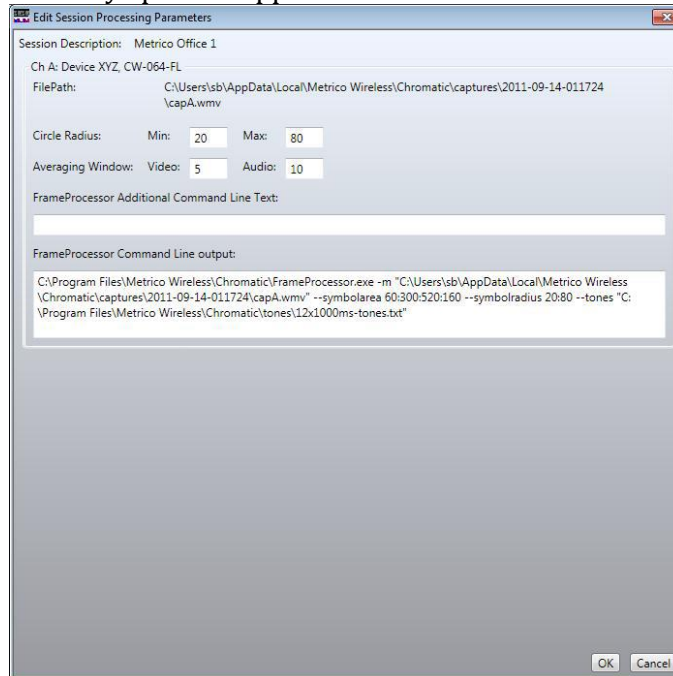 Edit Session Processing Parameters
Session Description: Metrico Office 1
Ch A: Device XYZ, CW-064-FL
FilePath: C:\Users\sb\AppData\Local\Metrico Wireless\Chromatic\captures\2011-09-14-011724
\capA.wmv
Circle Radius: Min: 20 Max: 80
Averaging Window: Video: 5 Audio: 10
FrameProcessor Additional Command Line Text:
FrameProcessor Command Line output:
C:\Program Files\Metrico Wireless\Chromatic\FrameProcessor.exe -m "C:\Users\sb\AppData\Local\Metrico Wireless
\Chromatic\captures\2011-09-14-011724\capA.wmv" --symbolarea 60:300:520:160 --symbolradius 20:80 --tones "C:
\Program Files\Metrico Wireless\Chromatic\tones\12x1000ms-tones.txt"
OK Cancel